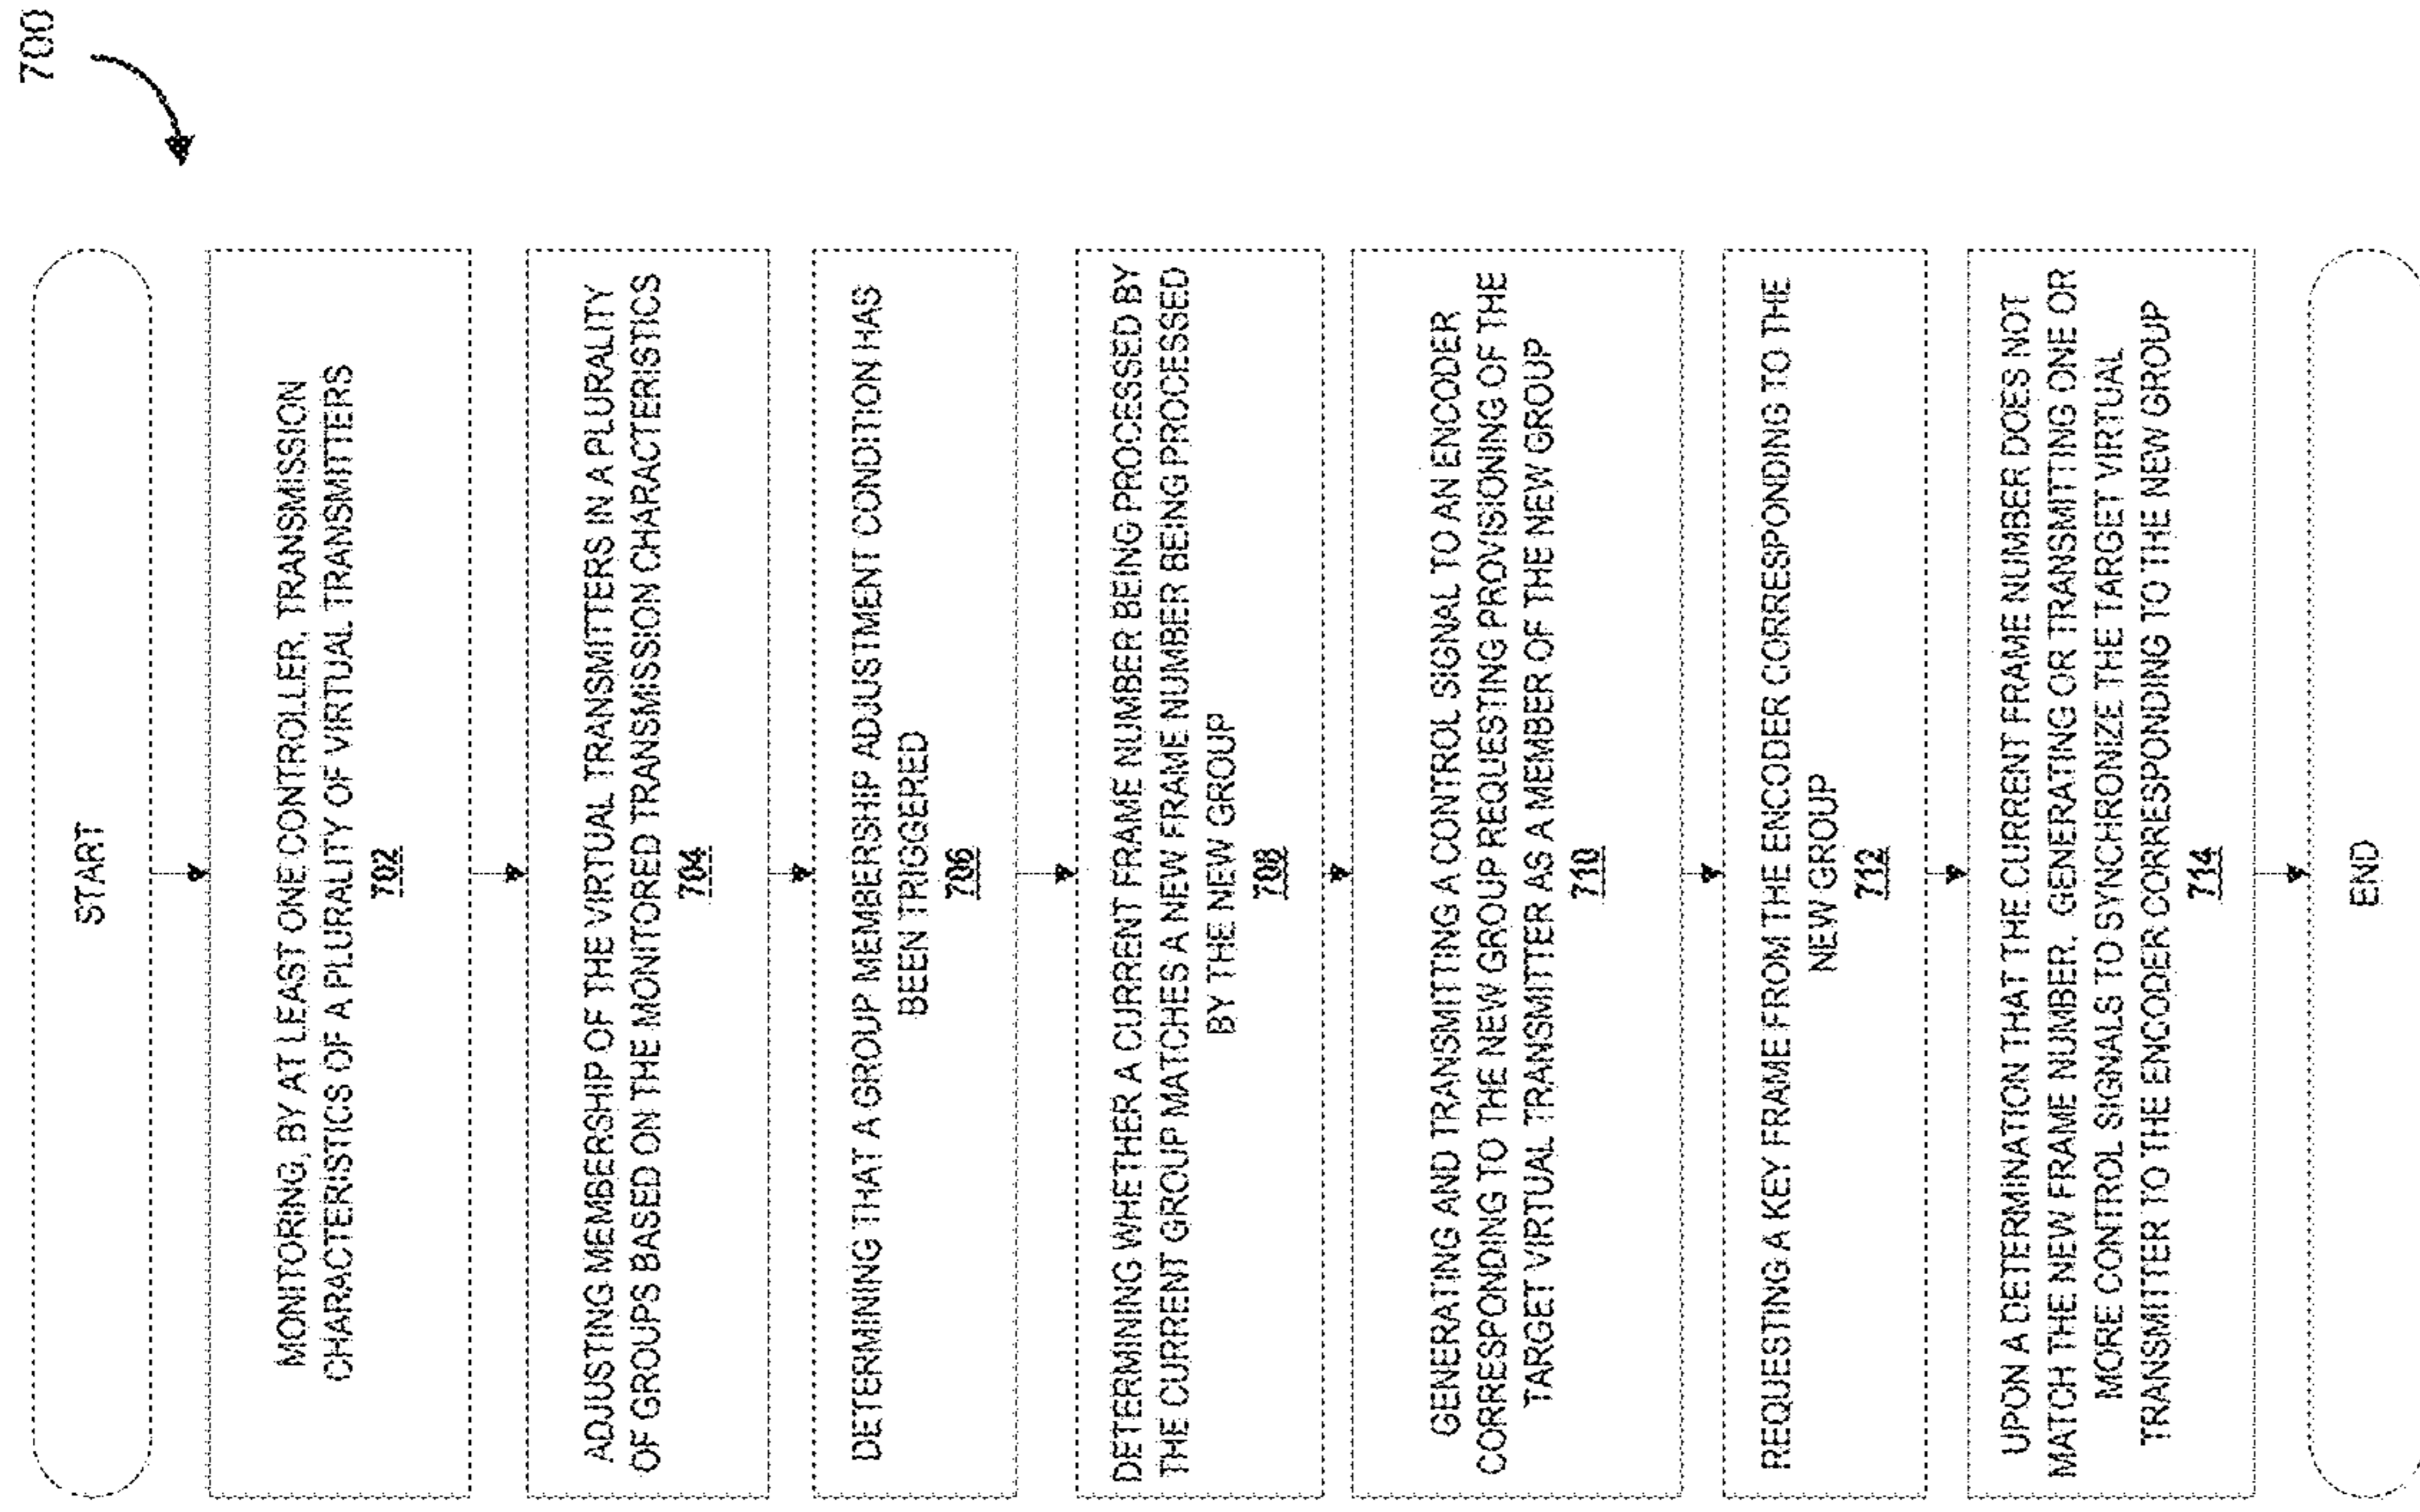 700
START
MONITORING, BY AT LEAST ONE CONTROLLER, TRANSMISSION
CHARACTERISTICS OF A PLURALITY OF VIRTUAL TRANSMITTERS
702
ADJUSTING MEMBERSHIP OF THE VIRTUAL TRANSMITTERS IN A PLURALITY
OF GROUPS BASED ON THE MONITORED TRANSMISSION CHARACTERISTICS
704
DETERMINING THAT A GROUP MEMBERSHIP ADJUSTMENT CONDITION HAS
BEEN TRIGGERED
706
DETERMINING WHETHER A CURRENT FRAME NUMBER BEING PROCESSED BY
THE CURRENT GROUP MATCHES A NEW FRAME NUMBER BEING PROCESSED
BY THE NEW GROUP
708
GENERATING AND TRANSMITTING A CONTROL SIGNAL TO AN ENCODER
CORRESPONDING TO THE NEW GROUP REQUESTING PROVISIONING OF THE
TARGET VIRTUAL TRANSMITTER AS A MEMBER OF THE NEW GROUP
710
REQUESTING A KEY FRAME FROM THE ENCODER CORRESPONDING TO THE
NEW GROUP
712
UPON A DETERMINATION THAT THE CURRENT FRAME NUMBER DOES NOT
MATCH THE NEW FRAME NUMBER, GENERATING OR TRANSMITTING ONE OR
MORE CONTROL SIGNALS TO SYNCHRONIZE THE TARGET VIRTUAL
TRANSMITTER TO THE ENCODER CORRESPONDING TO THE NEW GROUP
714
END